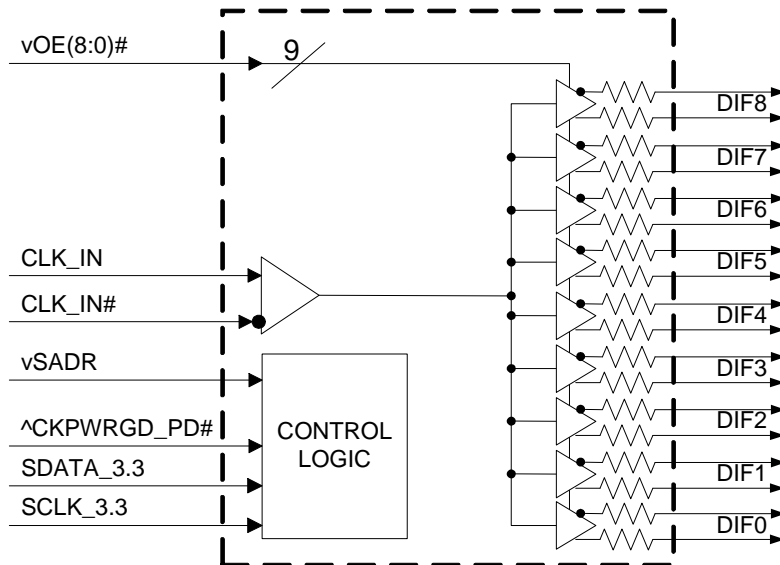 vOE(8:0)#
9
DIF8
DIF7
DIF6
CLK_IN
DIF5
CLK_IN#
DIF4
vSADR
DIF3
^CKPWRGD_PD#
CONTROL
LOGIC
DIF2
SDATA_3.3
DIF1
SCLK_3.3
DIF0